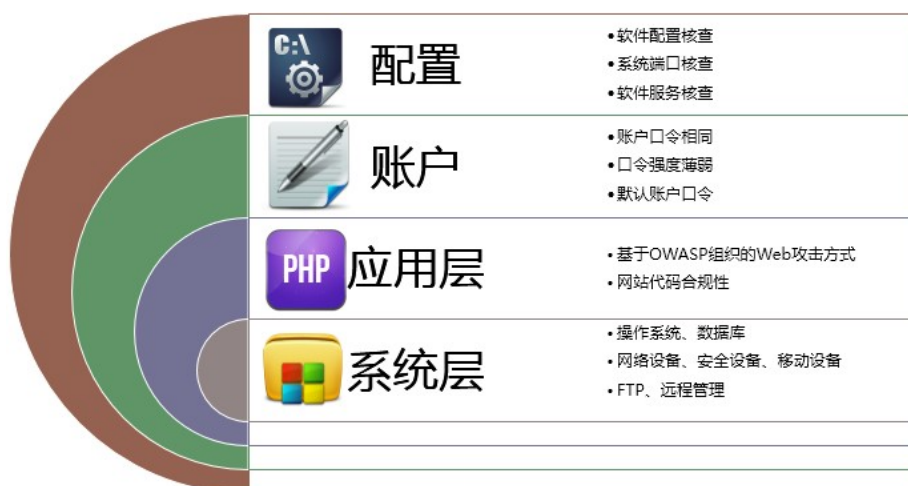 C:\
配置
•软件配置核查
•系统端口核查
•软件服务核查
账户
•账户口令相同
•口令强度薄弱
•默认账户口令
PHP
应用层
•基于OWASP组织的Web攻击方式
•网站代码合规性
系统层
•操作系统、数据库
•网络设备、安全设备、移动设备
•FTP、远程管理